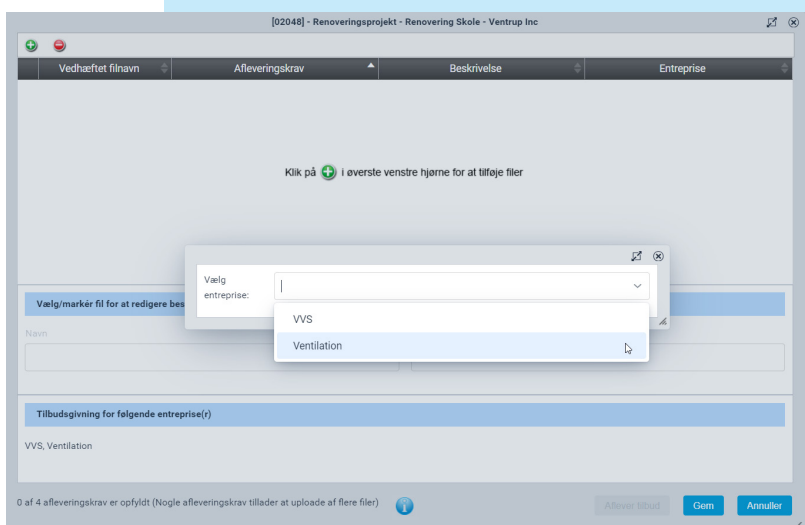 [02048] - Renoveringsprojekt - Renovering Skole - Ventrup Inc
Vedhæftet filnavn Afleveringskrav Beskrivelse Entreprise
Klik på i øverste venstre hjørne for at tilføje filer
Vælg
entreprise:
VVS
Ventilation
Vælg/markér fil for at redigere bes
Navn
Tilbudsgivning for følgende entreprise(r)
VVS, Ventilation
0 af 4 afleveringskrav er opfyldt (Nogle afleveringskrav tillader at uploade af flere filer)
Aflever tilbud Gem Annuller